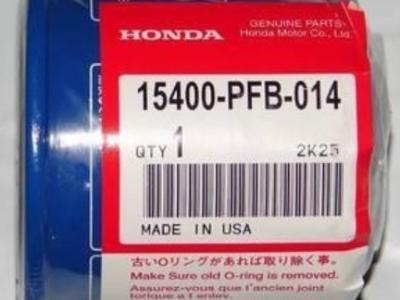 GENUINE PARTS
HONDA
Honda Motor Co., Ltd.
15400-PFB-014
QTY 1 2K25
MADE IN USA
古いOリングがあれば取り除く事。
Make Sure old O-ring is removed.
Assurez-vous que l'ancien joint
torique a t enlev